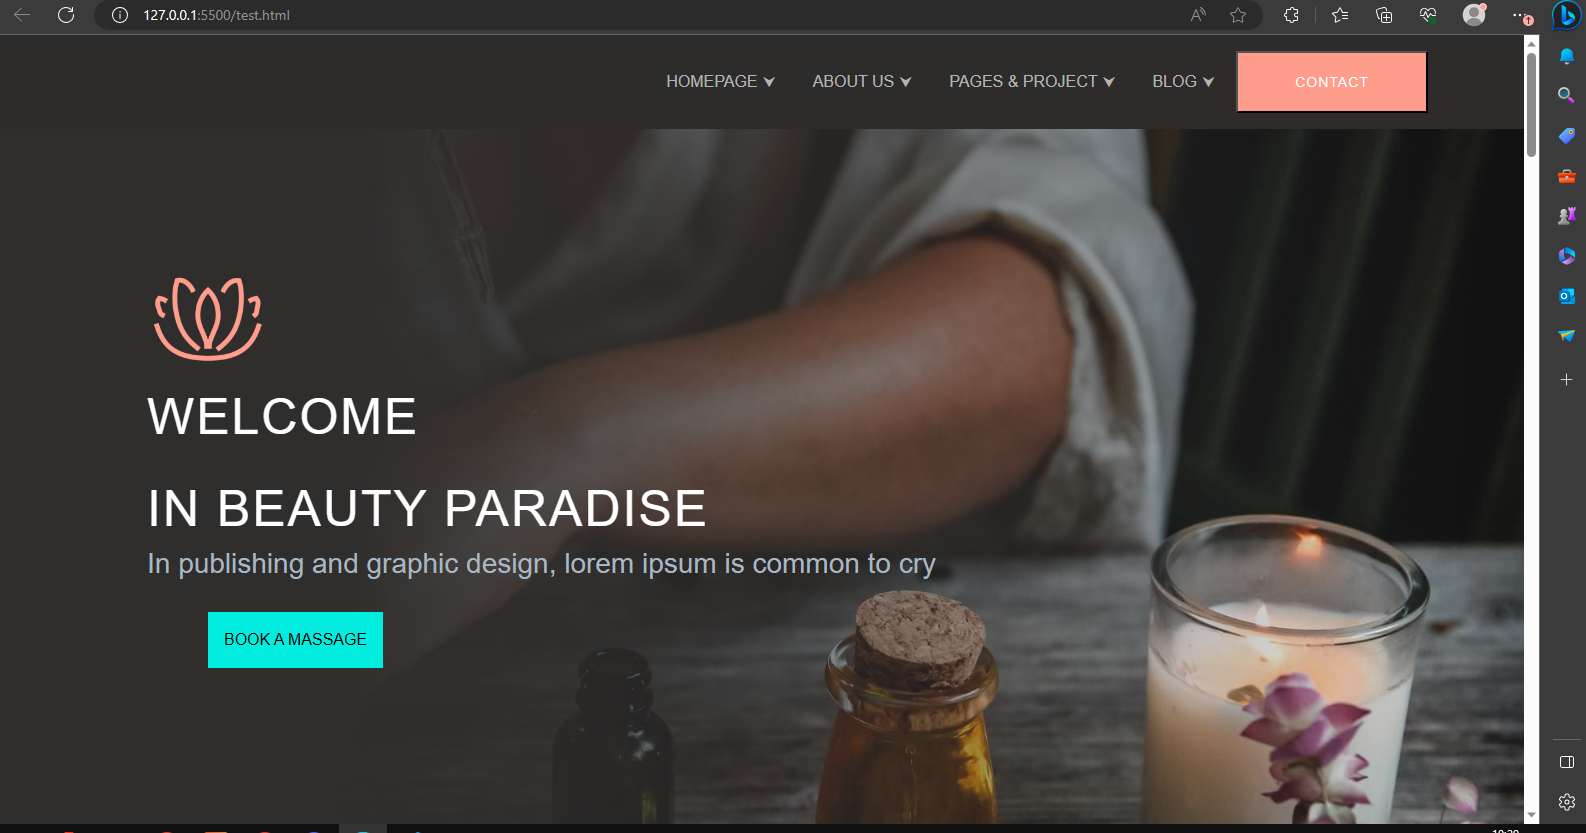 127.0.0.1:5500/test.html
HOMEPAGE ABOUT US PAGES & PROJECT BLOG CONTACT
WELCOME
IN BEAUTY PARADISE
In publishing and graphic design, lorem ipsum is common to cry
BOOK A MASSAGE